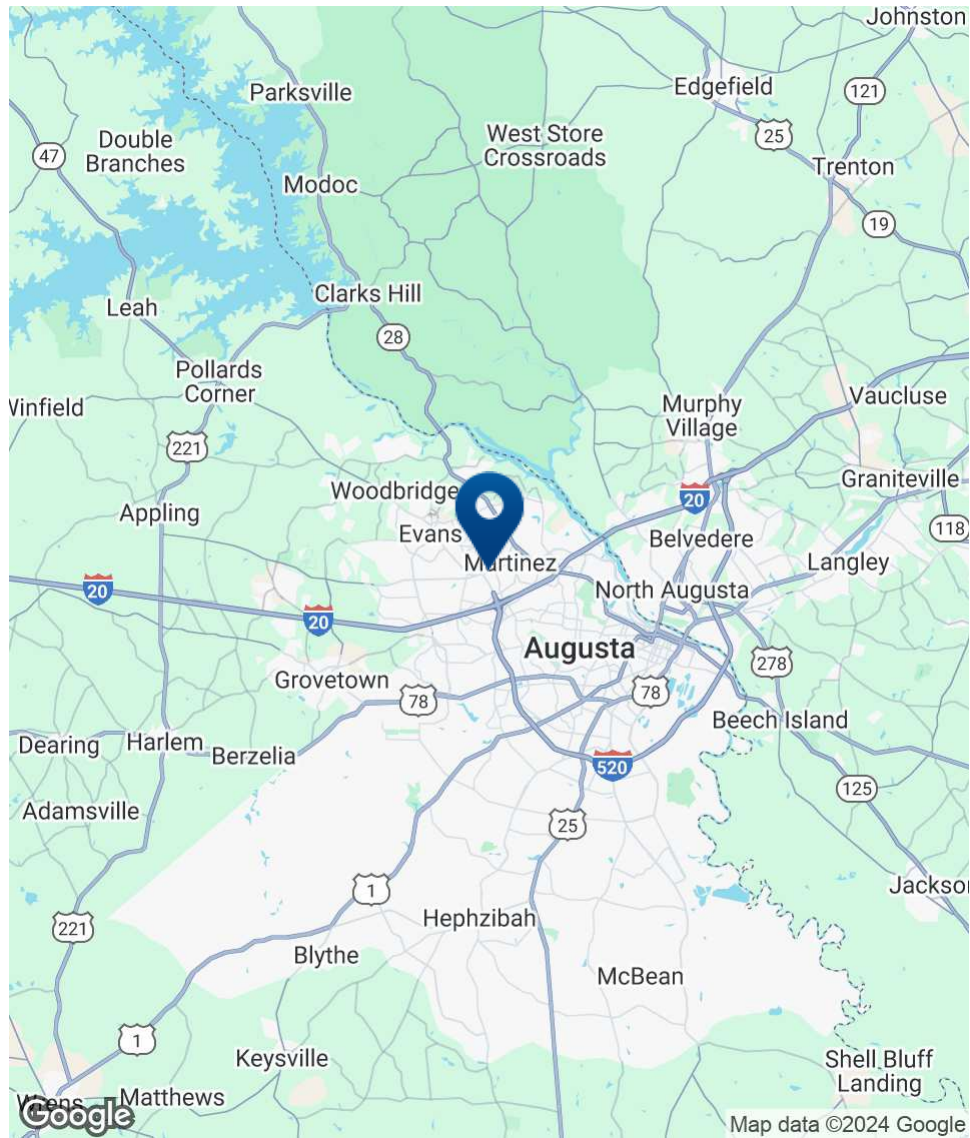 Johnston
Edgefield
121
Parksville
25
Double
Branches
West Store
Crossroads
47
Trenton
Modoc
19
Clarks Hill
Leah
28
Pollards
Corner
Vaucluse
Winfield
Murphy
Village
221
Graniteville
Woodbridge
20
Appling
Evans
118
Belvedere
Martinez
Langley
20
North Augusta
20
Augusta
278
Grovetown
78
78
Beech Island
Dearing
Harlem
Berzelia
520
125
Adamsville
25
1
Jackson
Hephzibah
221
Blythe
McBean
1
Keysville
Shell Bluff
Landing
Matthews
Wrens
Google
Map data ©2024 Google